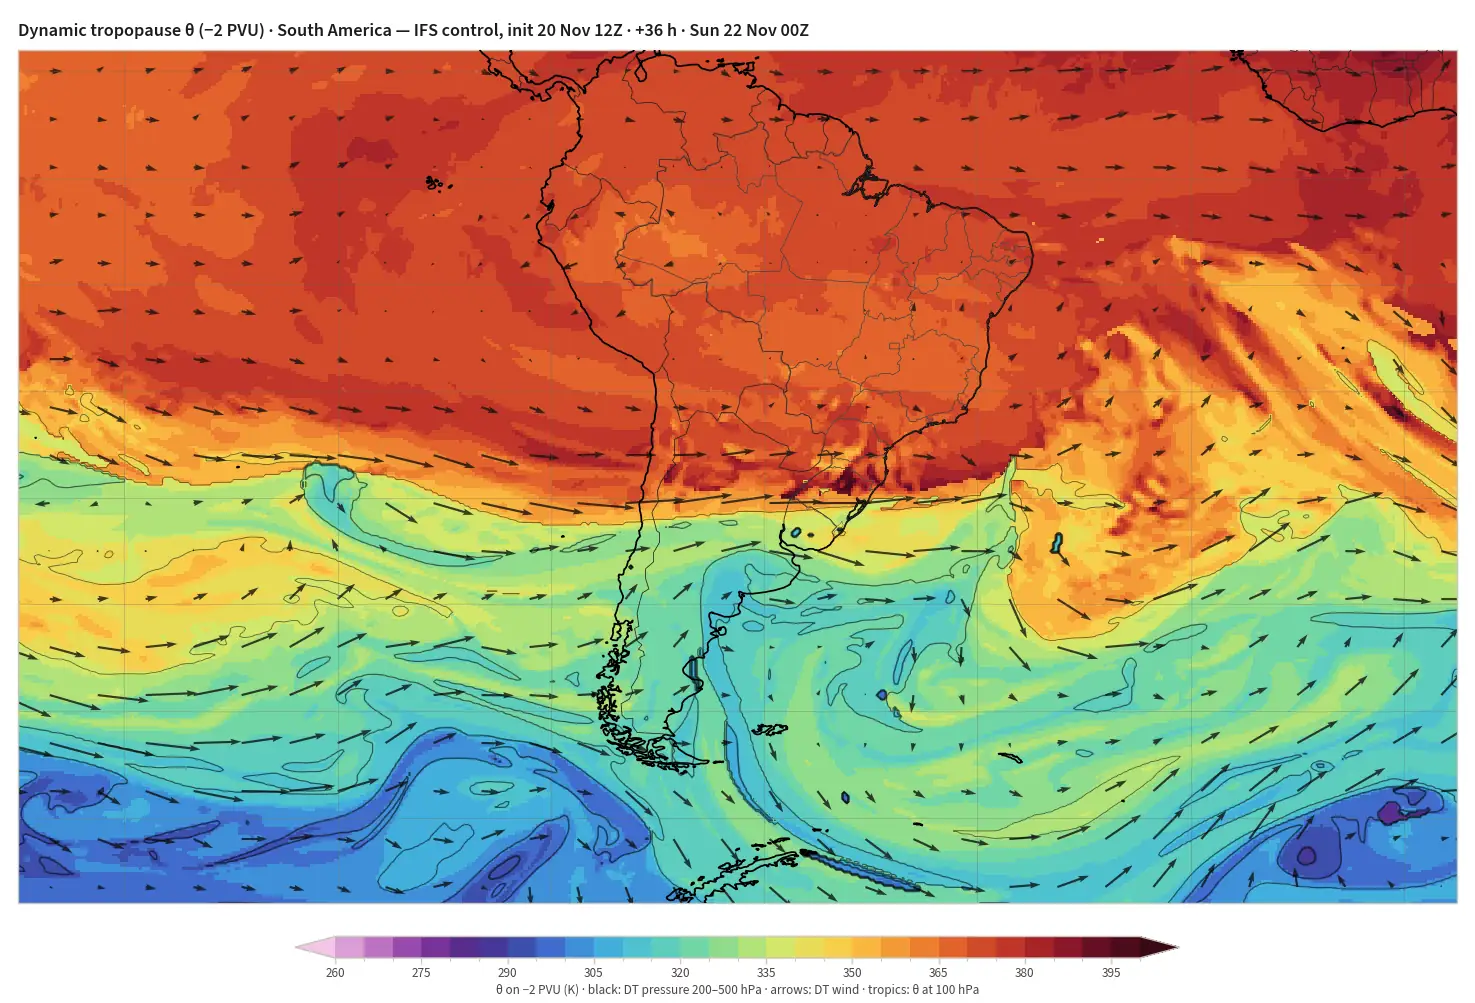 Dynamic tropopause θ (−2 PVU) · South America — IFS control, init 20 Nov 12Z · +36 h · Sun 22 Nov 00Z
260 275 290 305 320 335 350 365 380 395
θ on −2 PVU (K) · black: DT pressure 200–500 hPa · arrows: DT wind · tropics: θ at 100 hPa